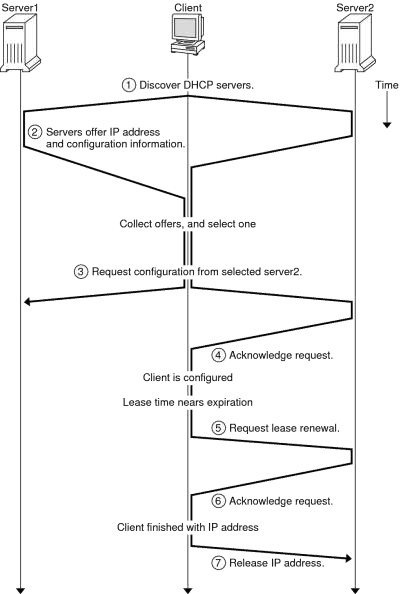 Server1
Client
Server2
① Discover DHCP servers.
Time
② Servers offer IP address
and configuration information.
Collect offers, and select one
③ Request configuration from selected server2.
④ Acknowledge request.
Client is configured
Lease time nears expiration
⑤ Request lease renewal.
⑥ Acknowledge request.
Client finished with IP address
⑦ Release IP address.